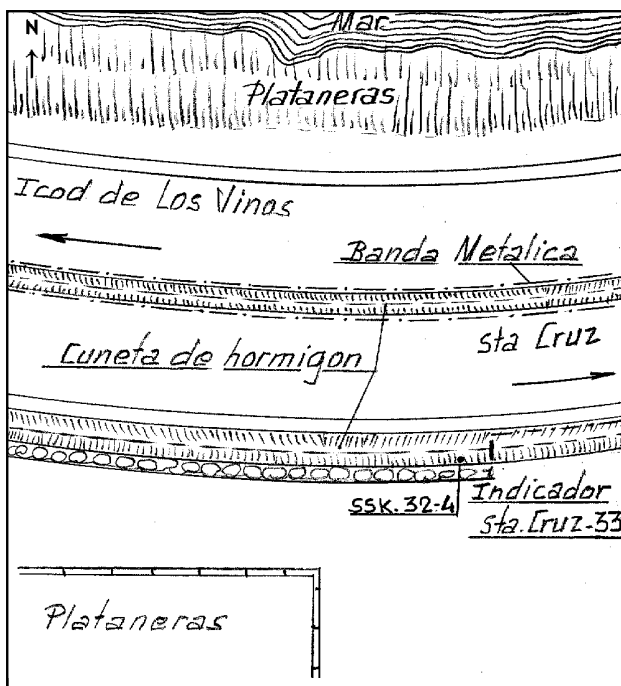 Mar.
N
Plataneras
Icod de Los Vinos
Banda Metalica
Sta Cruz
Cuneta de hormigon
SSK. 32-4
Indicador
Sta. Cruz-33
Plataneras